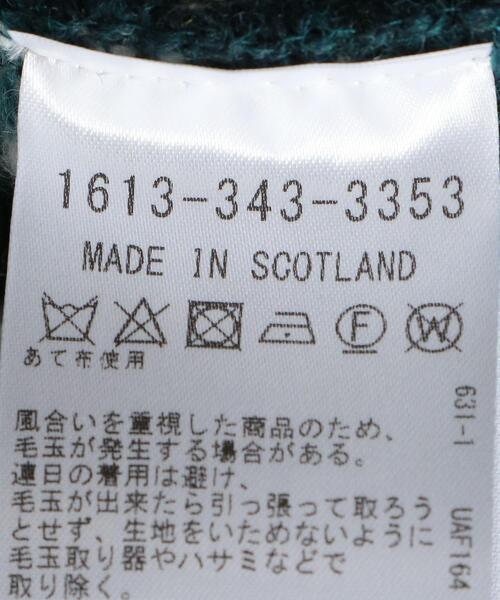 1613-343-3353
MADE IN SCOTLAND
F W
あて布使用
風合いを重視した商品のため、
毛玉が発生する場合がある。
連日の着用は避け、
毛玉が出来たら引っ張って取ろう
とせず、生地をいためないように
毛玉取り器やハサミなどで
取り除く。
631-1
UAF164